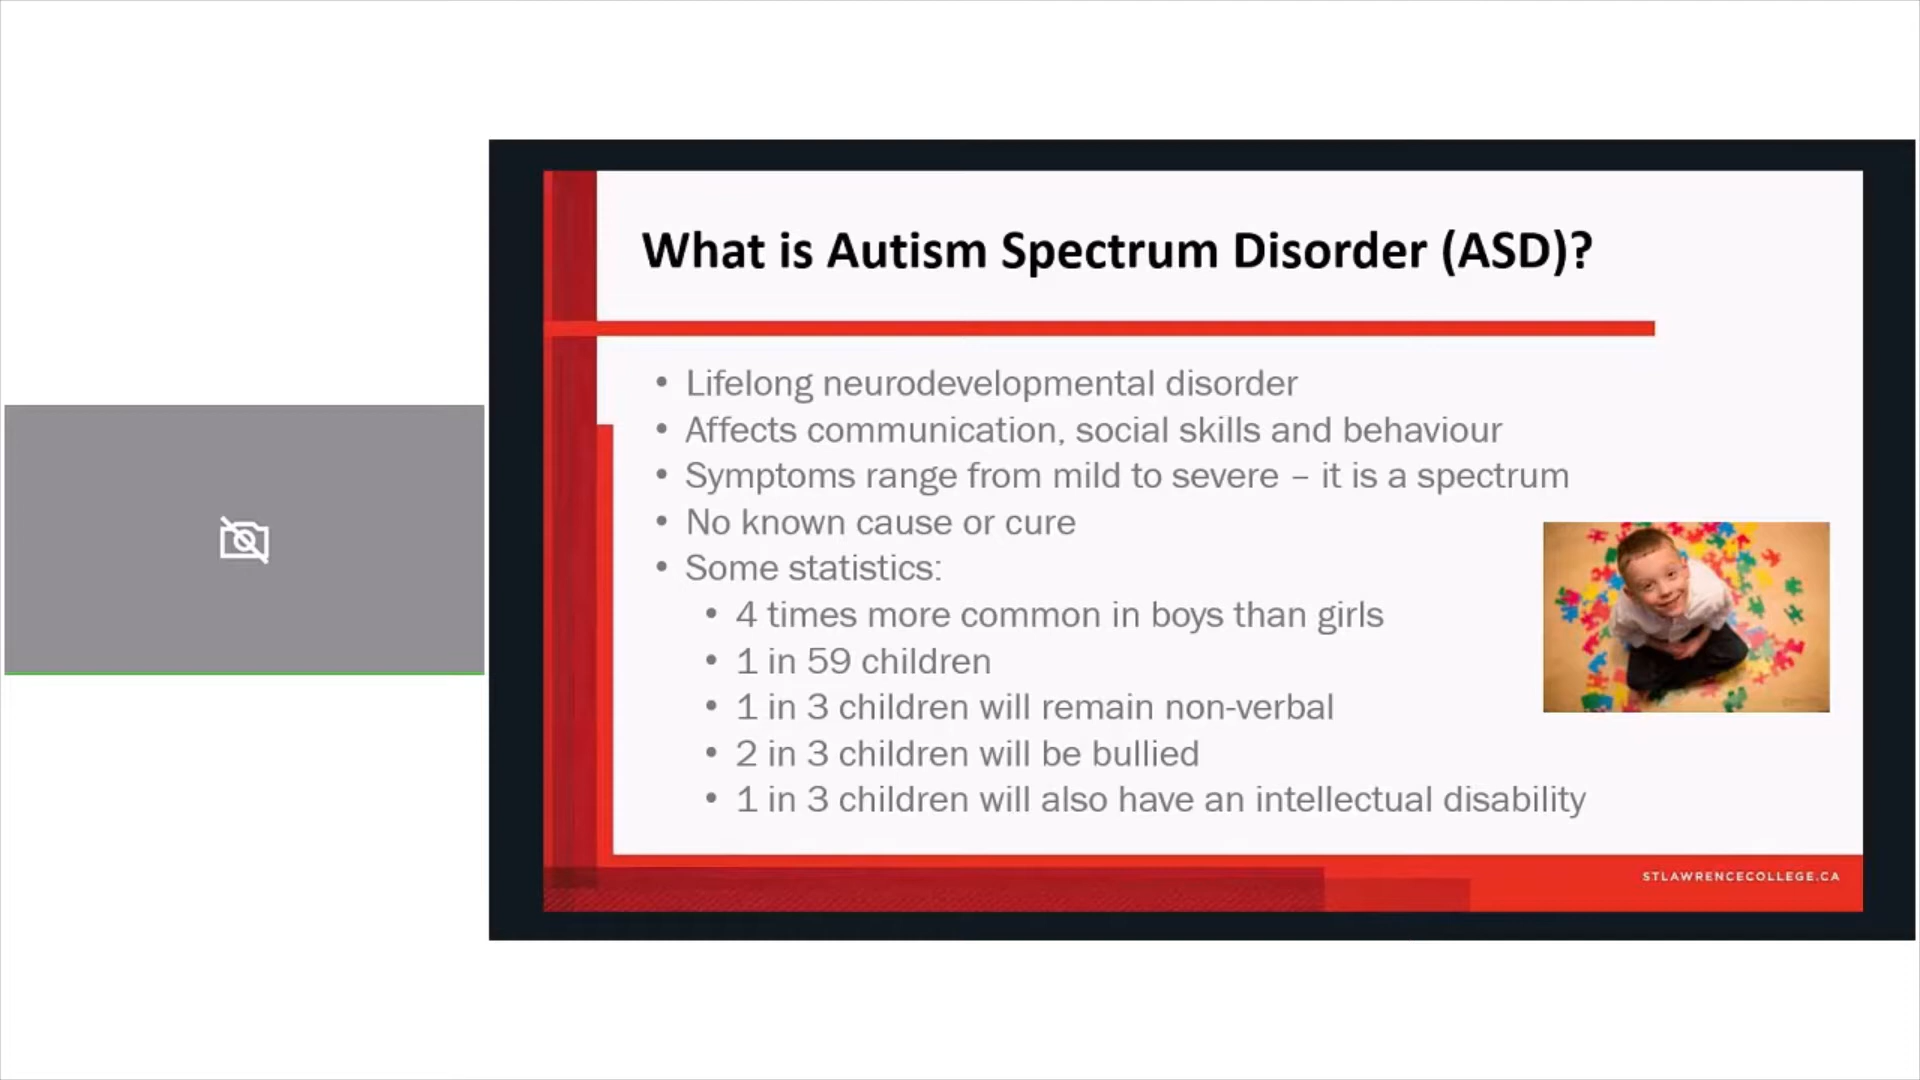 What is Autism Spectrum Disorder (ASD)?
• Lifelong neurodevelopmental disorder
• Affects communication, social skills and behaviour
• Symptoms range from mild to severe – it is a spectrum
• No known cause or cure
• Some statistics:
• 4 times more common in boys than girls
• 1 in 59 children
• 1 in 3 children will remain non-verbal
• 2 in 3 children will be bullied
• 1 in 3 children will also have an intellectual disability
STLAWRENCECOLLEGE.CA